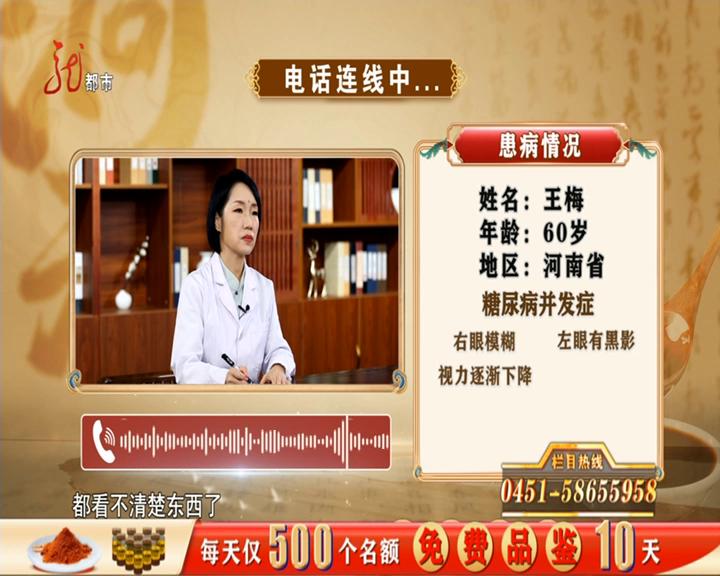 龙都市
电话连线中...
患病情况
姓名：王梅
年龄：60岁
地区：河南省
糖尿病并发症
右眼模糊 左眼有黑影
视力逐渐下降
栏目热线
0451-58655958
都看不清楚东西了
每天仅500个名额 免费品鉴10天